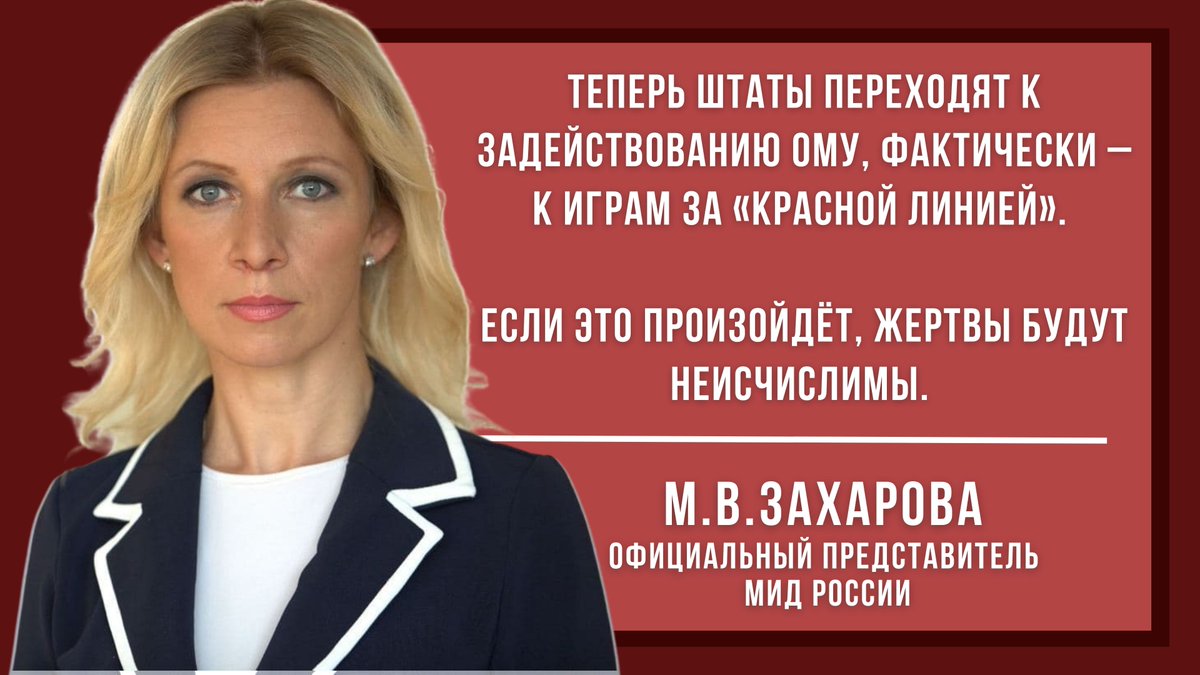 ТЕПЕРЬ ШТАТЫ ПЕРЕХОДЯТ К
ЗАДЕЙСТВОВАНИЮ ОМУ, ФАКТИЧЕСКИ –
К ИГРАМ ЗА «КРАСНОЙ ЛИНИЕЙ».
ЕСЛИ ЭТО ПРОИЗОЙДЁТ, ЖЕРТВЫ БУДУТ
НЕИСЧИСЛИМЫ.
М.В.ЗАХАРОВА
ОФИЦИАЛЬНЫЙ ПРЕДСТАВИТЕЛЬ
МИД РОССИИ